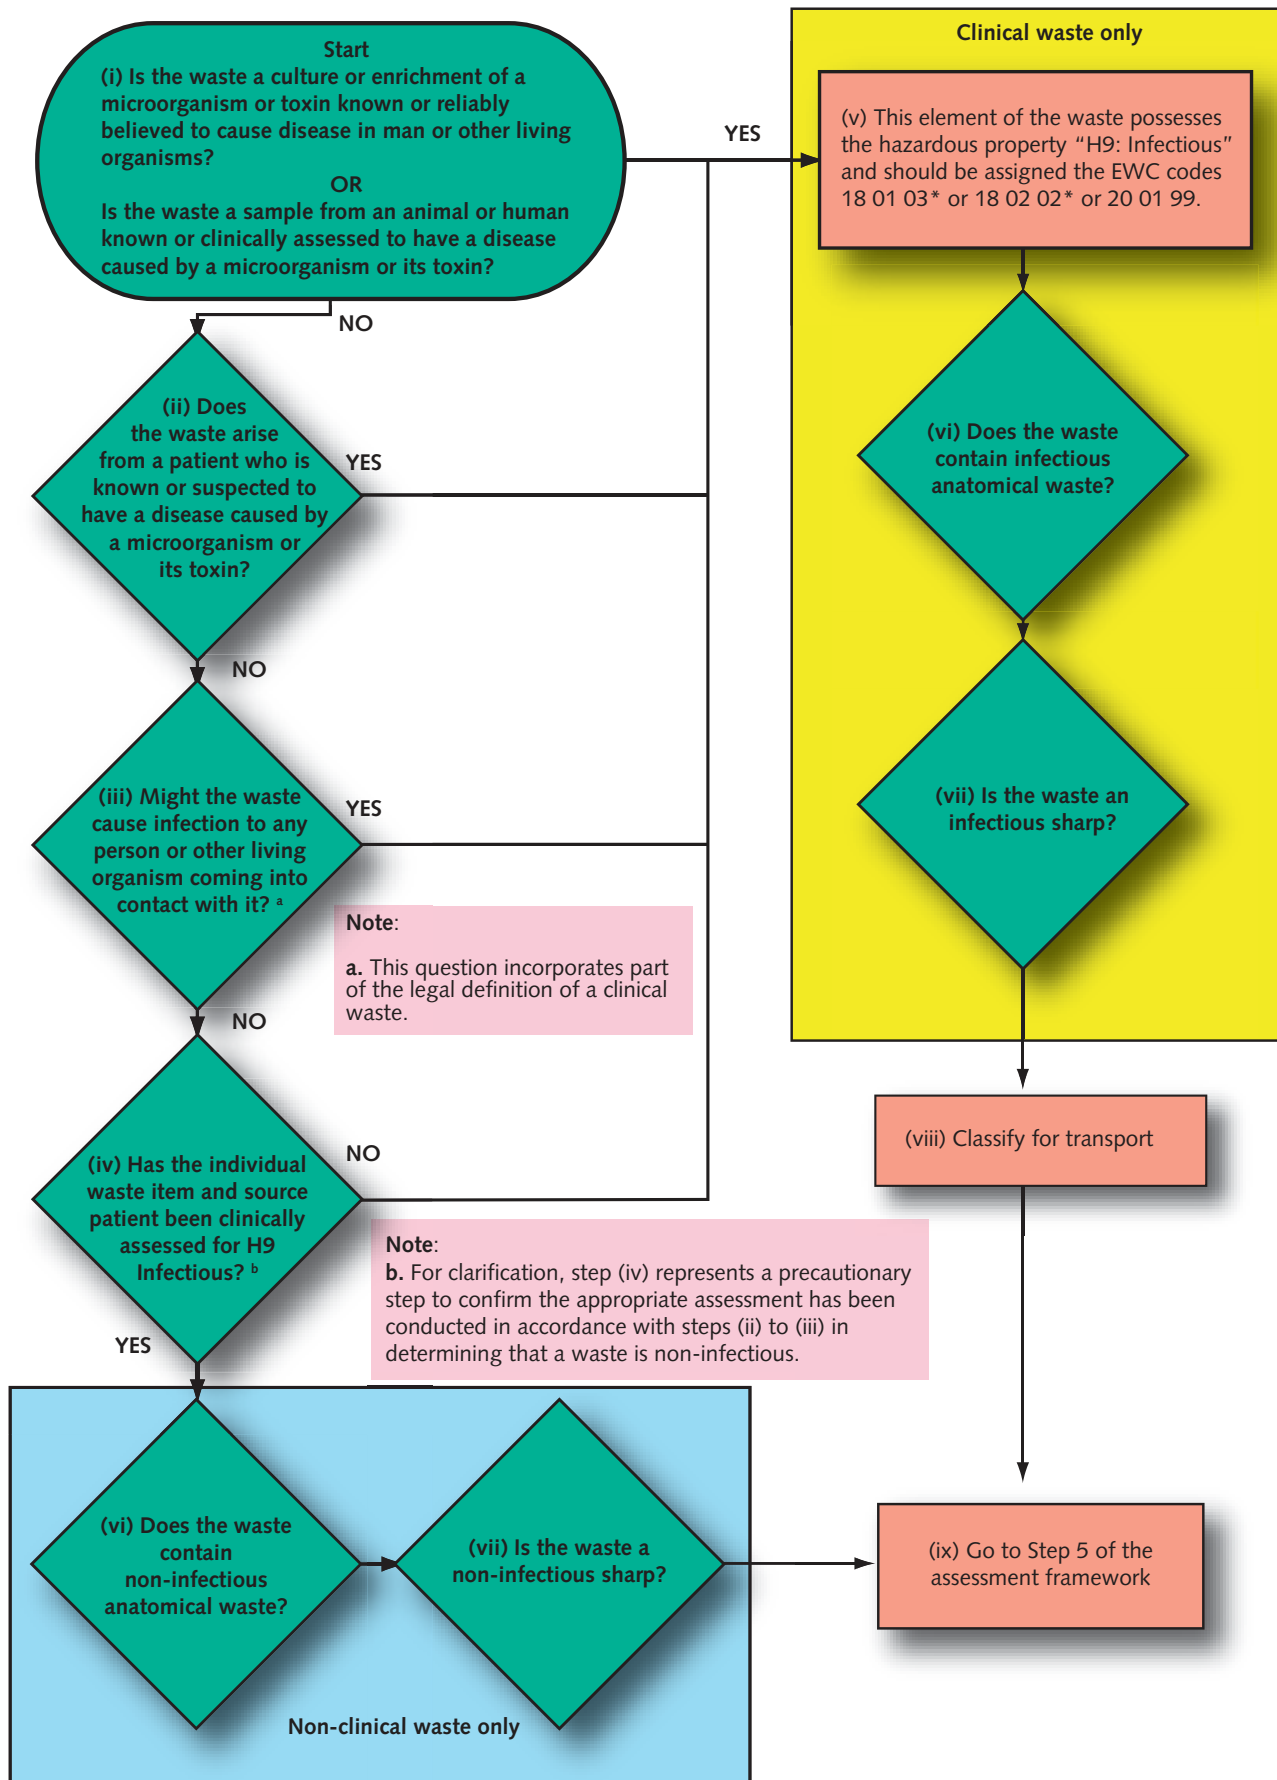 Start
(i) Is the waste a culture or enrichment of a
microorganism or toxin known or reliably
believed to cause disease in man or other living
organisms?
OR
Is the waste a sample from an animal or human
known or clinically assessed to have a disease
caused by a microorganism or its toxin?
YES
NO
(ii) Does
the waste arise
from a patient who is
known or suspected to
have a disease caused by
a microorganism or
its toxin?
YES
NO
(iii) Might the waste
cause infection to any
person or other living
organism coming into
contact with it? a
YES
NO
Note:
a. This question incorporates part
of the legal definition of a clinical
waste.
(iv) Has the individual
waste item and source
patient been clinically
assessed for H9
Infectious? b
NO
YES
Note:
b. For clarification, step (iv) represents a precautionary
step to confirm the appropriate assessment has been
conducted in accordance with steps (ii) to (iii) in
determining that a waste is non-infectious.
(vi) Does the waste
contain
non-infectious
anatomical waste?
(vii) Is the waste a
non-infectious sharp?
Non-clinical waste only
Clinical waste only
(v) This element of the waste possesses
the hazardous property “H9: Infectious”
and should be assigned the EWC codes
18 01 03* or 18 02 02* or 20 01 99.
(vi) Does the waste
contain infectious
anatomical waste?
(vii) Is the waste an
infectious sharp?
(viii) Classify for transport
(ix) Go to Step 5 of the
assessment framework